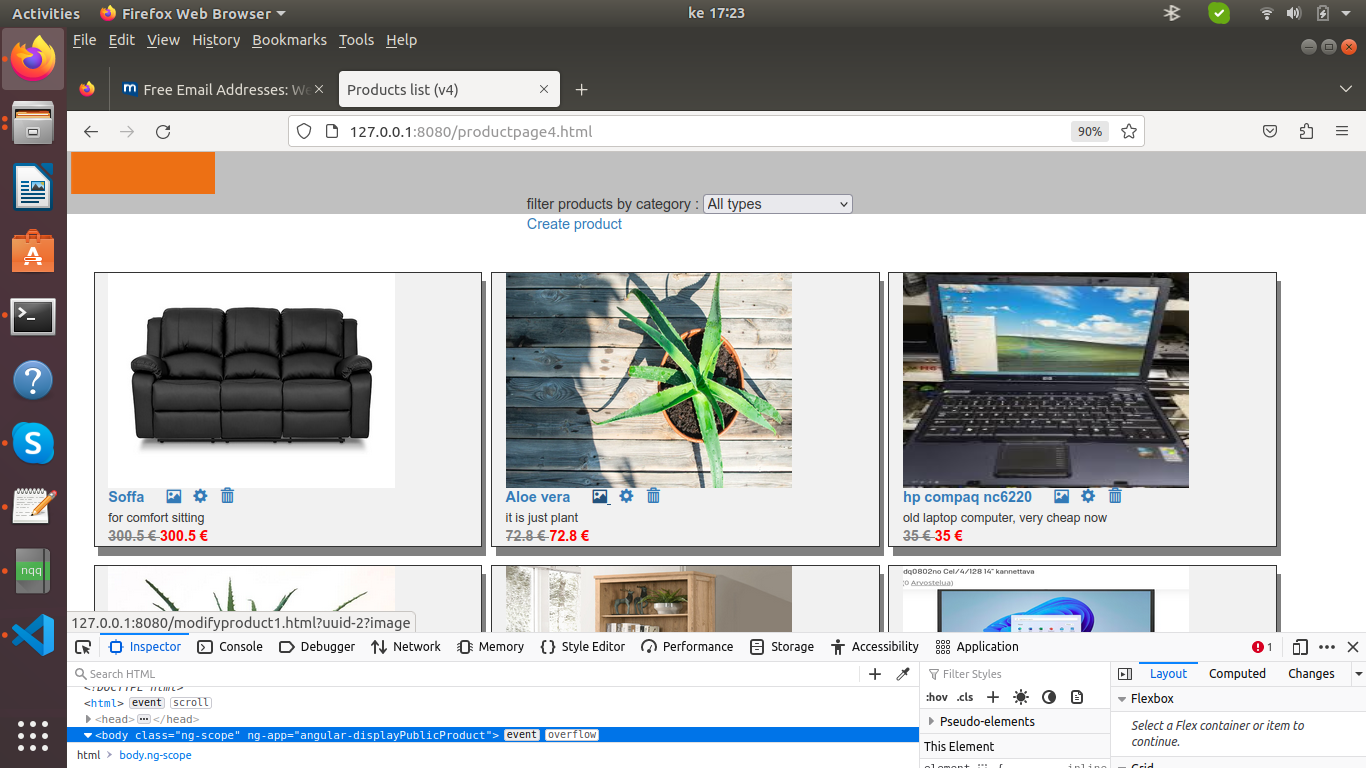 Activities Firefox Web Browser ke 17:23
File Edit View History Bookmarks Tools Help
Free Email Addresses: We Products list (v4)
127.0.0.1:8080/productpage4.html 90%
filter products by category : All types
Create product
Soffa
for comfort sitting
300.5 € 300.5 €
Aloe vera
it is just plant
72.8 € 72.8 €
hp compaq nc6220
old laptop computer, very cheap now
35 € 35 €
dq0802no Cel/4/128 14" kannettava
(0 Arvostelua)
nqq
127.0.0.1:8080/modifyproduct1.html?uuid-2?image
Inspector Console Debugger Network Memory Style Editor Performance Storage Accessibility Application 1
Search HTML
<!DOCTYPE html>
<html> event scroll
<head> ··· </head>
<body class="ng-scope" ng-app="angular-displayPublicProduct"> event overflow
html > body.ng-scope
Filter Styles
:hov .cls
Pseudo-elements
This Element
element { inline
Layout Computed Changes
Flexbox
Select a Flex container or item to
continue.
Grid